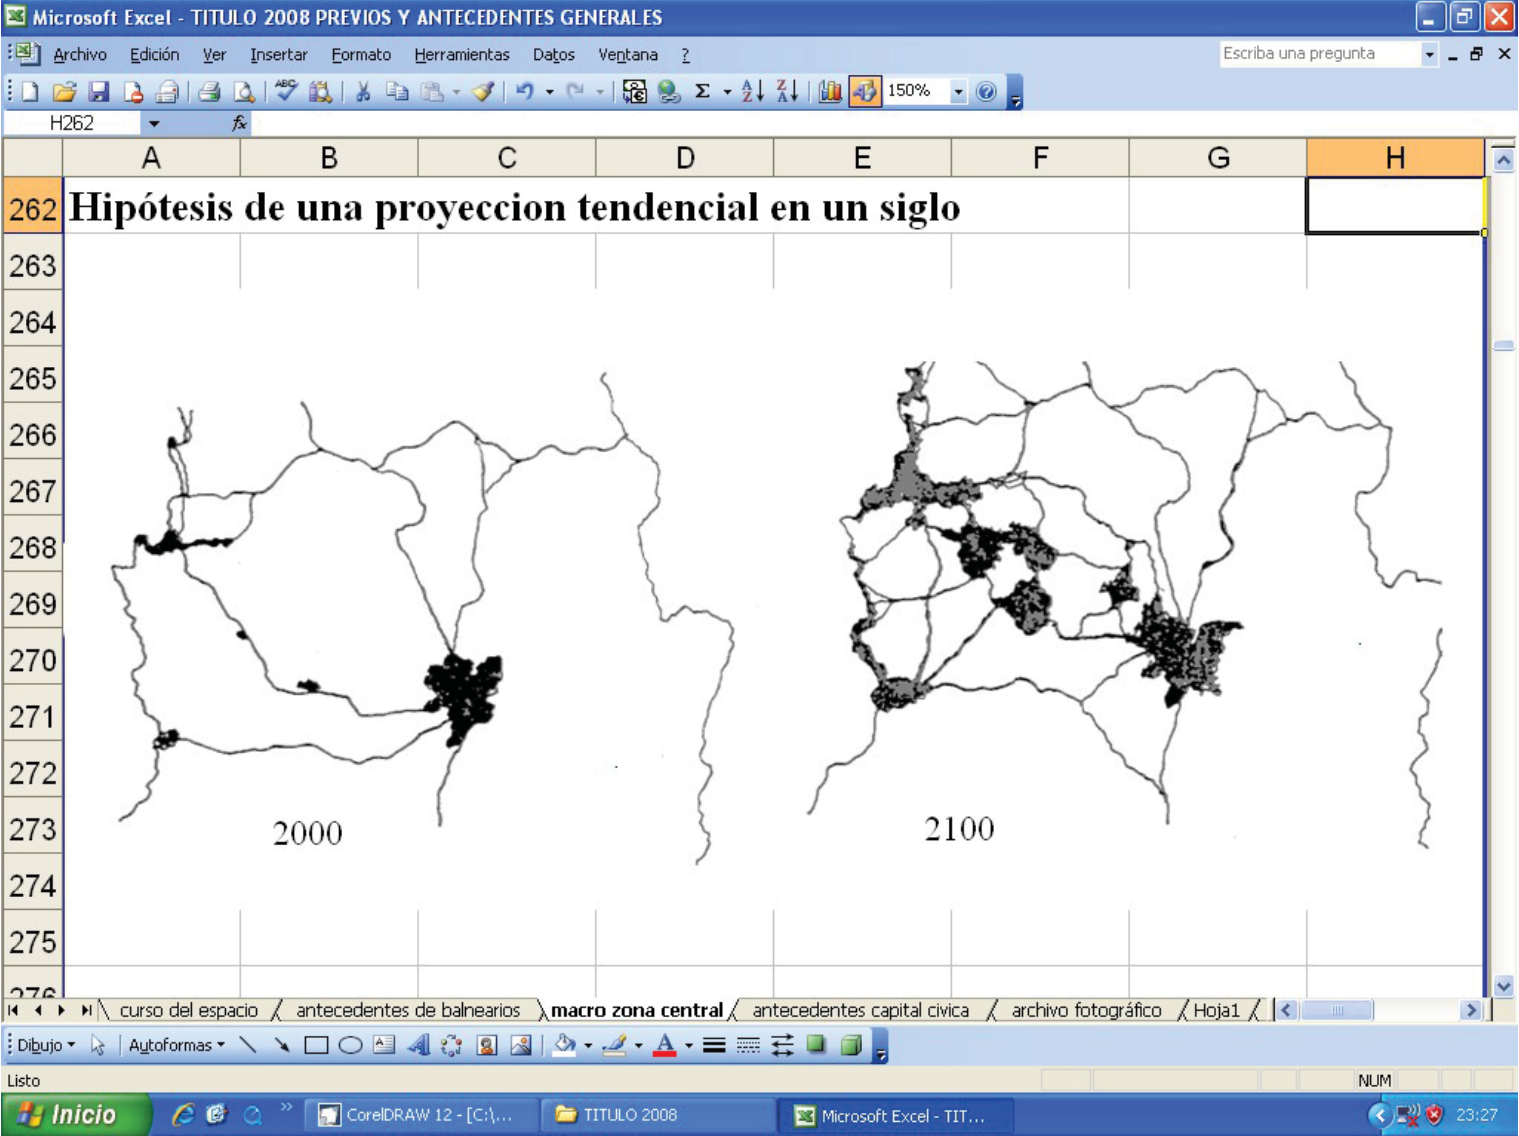 Microsoft Excel - TITULO 2008 PREVIOS Y ANTECEDENTES GENERALES
Archivo Edición Ver Insertar Formato Herramientas Datos Ventana ? Escriba una pregunta
ABC Σ A Z Z A 150% ?
H262 fx
A B C D E F G H
262 Hipótesis de una proyeccion tendencial en un siglo
263
264
265
266
267
268
269
270
271
272
273
2000 2100
274
275
276
curso del espacio antecedentes de balnearios macro zona central antecedentes capital civica archivo fotográfico Hoja1
Dibujo Autoformas A A
Listo NUM
Inicio » CorelDRAW 12 - [C:\... TITULO 2008 Microsoft Excel - TIT... 23:27